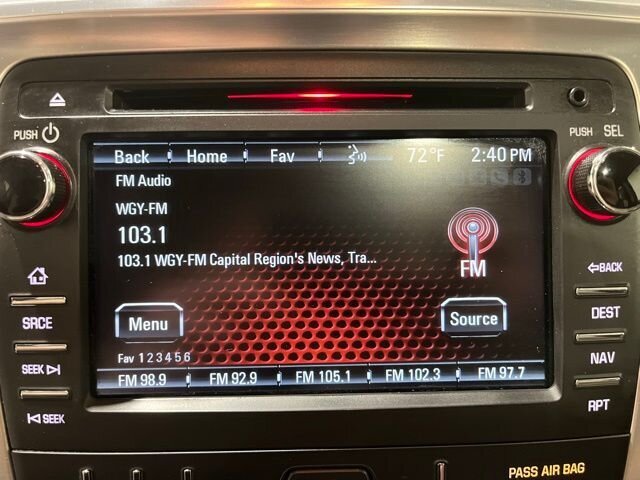 PUSH
PUSH SEL
Back Home Fav 72°F 2:40 PM
FM Audio
WGY-FM
103.1
103.1 WGY-FM Capital Region's News, Tra...
FM
BACK
SRCE
DEST
Menu
Source
SEEK
NAV
Fav 1 2 3 4 5 6
FM 98.9 FM 92.9 FM 105.1 FM 102.3 FM 97.7
SEEK
RPT
PASS AIR BAG